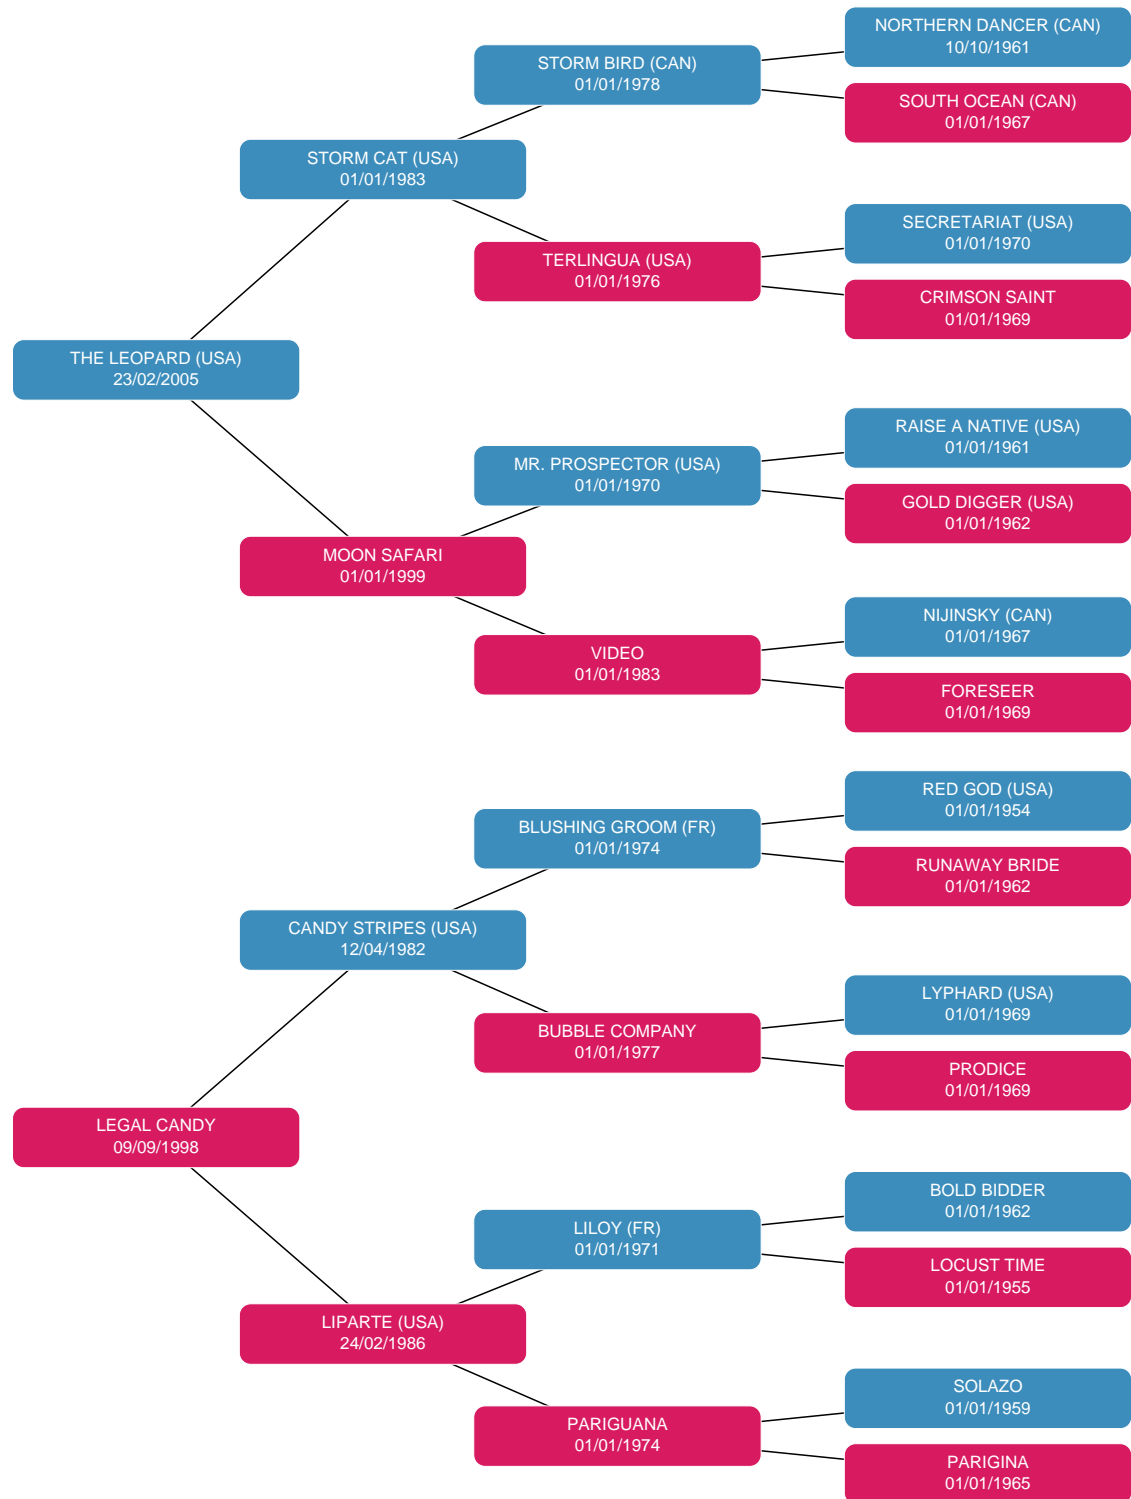 NORTHERN DANCER (CAN)
10/10/1961
STORM BIRD (CAN)
01/01/1978
SOUTH OCEAN (CAN)
01/01/1967
STORM CAT (USA)
01/01/1983
SECRETARIAT (USA)
01/01/1970
TERLINGUA (USA)
01/01/1976
CRIMSON SAINT
01/01/1969
THE LEOPARD (USA)
23/02/2005
RAISE A NATIVE (USA)
01/01/1961
MR. PROSPECTOR (USA)
01/01/1970
GOLD DIGGER (USA)
01/01/1962
MOON SAFARI
01/01/1999
NIJINSKY (CAN)
01/01/1967
VIDEO
01/01/1983
FORESEER
01/01/1969
RED GOD (USA)
01/01/1954
BLUSHING GROOM (FR)
01/01/1974
RUNAWAY BRIDE
01/01/1962
CANDY STRIPES (USA)
12/04/1982
LYPHARD (USA)
01/01/1969
BUBBLE COMPANY
01/01/1977
PRODICE
01/01/1969
LEGAL CANDY
09/09/1998
BOLD BIDDER
01/01/1962
LILOY (FR)
01/01/1971
LOCUST TIME
01/01/1955
LIPARTE (USA)
24/02/1986
SOLAZO
01/01/1959
PARIGUANA
01/01/1974
PARIGINA
01/01/1965